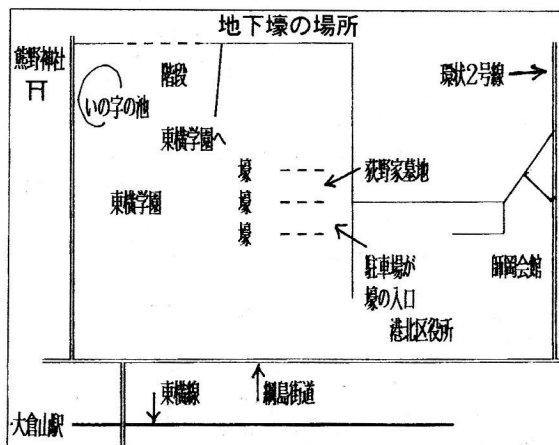 地下壕の場所
熊野神社
いの字の池
階段
東横学園へ
環状2号線
壕
荻野家墓地
東横学園
壕
壕
駐車場が
壕の入口
師岡会館
港北区役所
東横線
綱島街道
大倉山駅